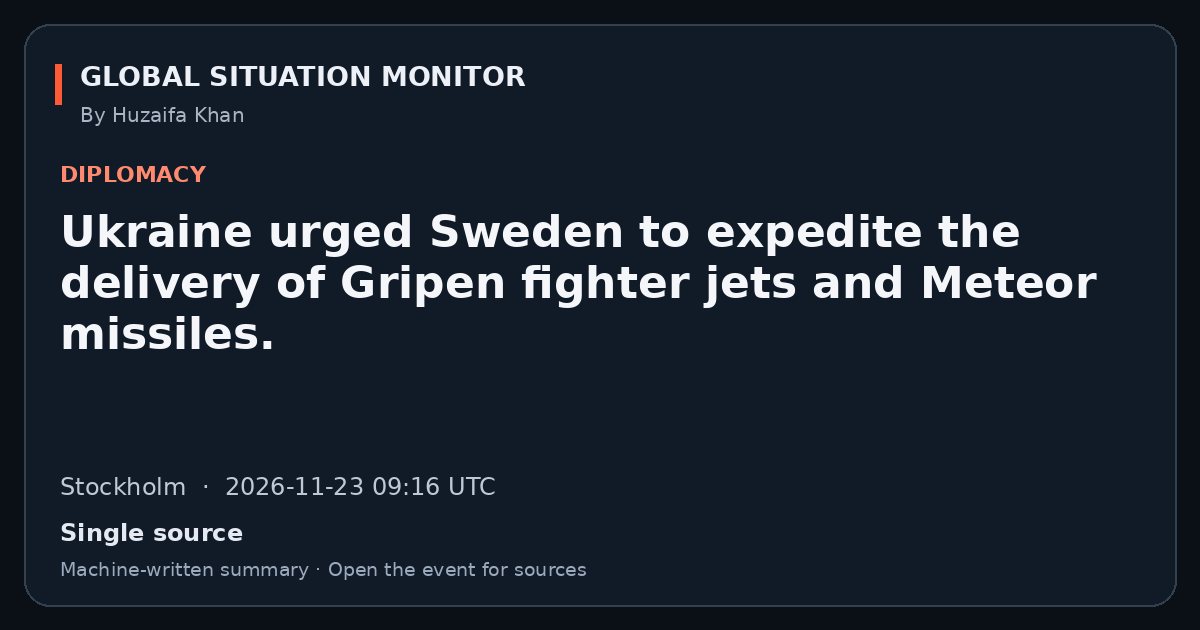 GLOBAL SITUATION MONITOR
By Huzaifa Khan
DIPLOMACY
Ukraine urged Sweden to expedite the
delivery of Gripen fighter jets and Meteor
missiles.
Stockholm · 2026-11-23 09:16 UTC
Single source
Machine-written summary · Open the event for sources